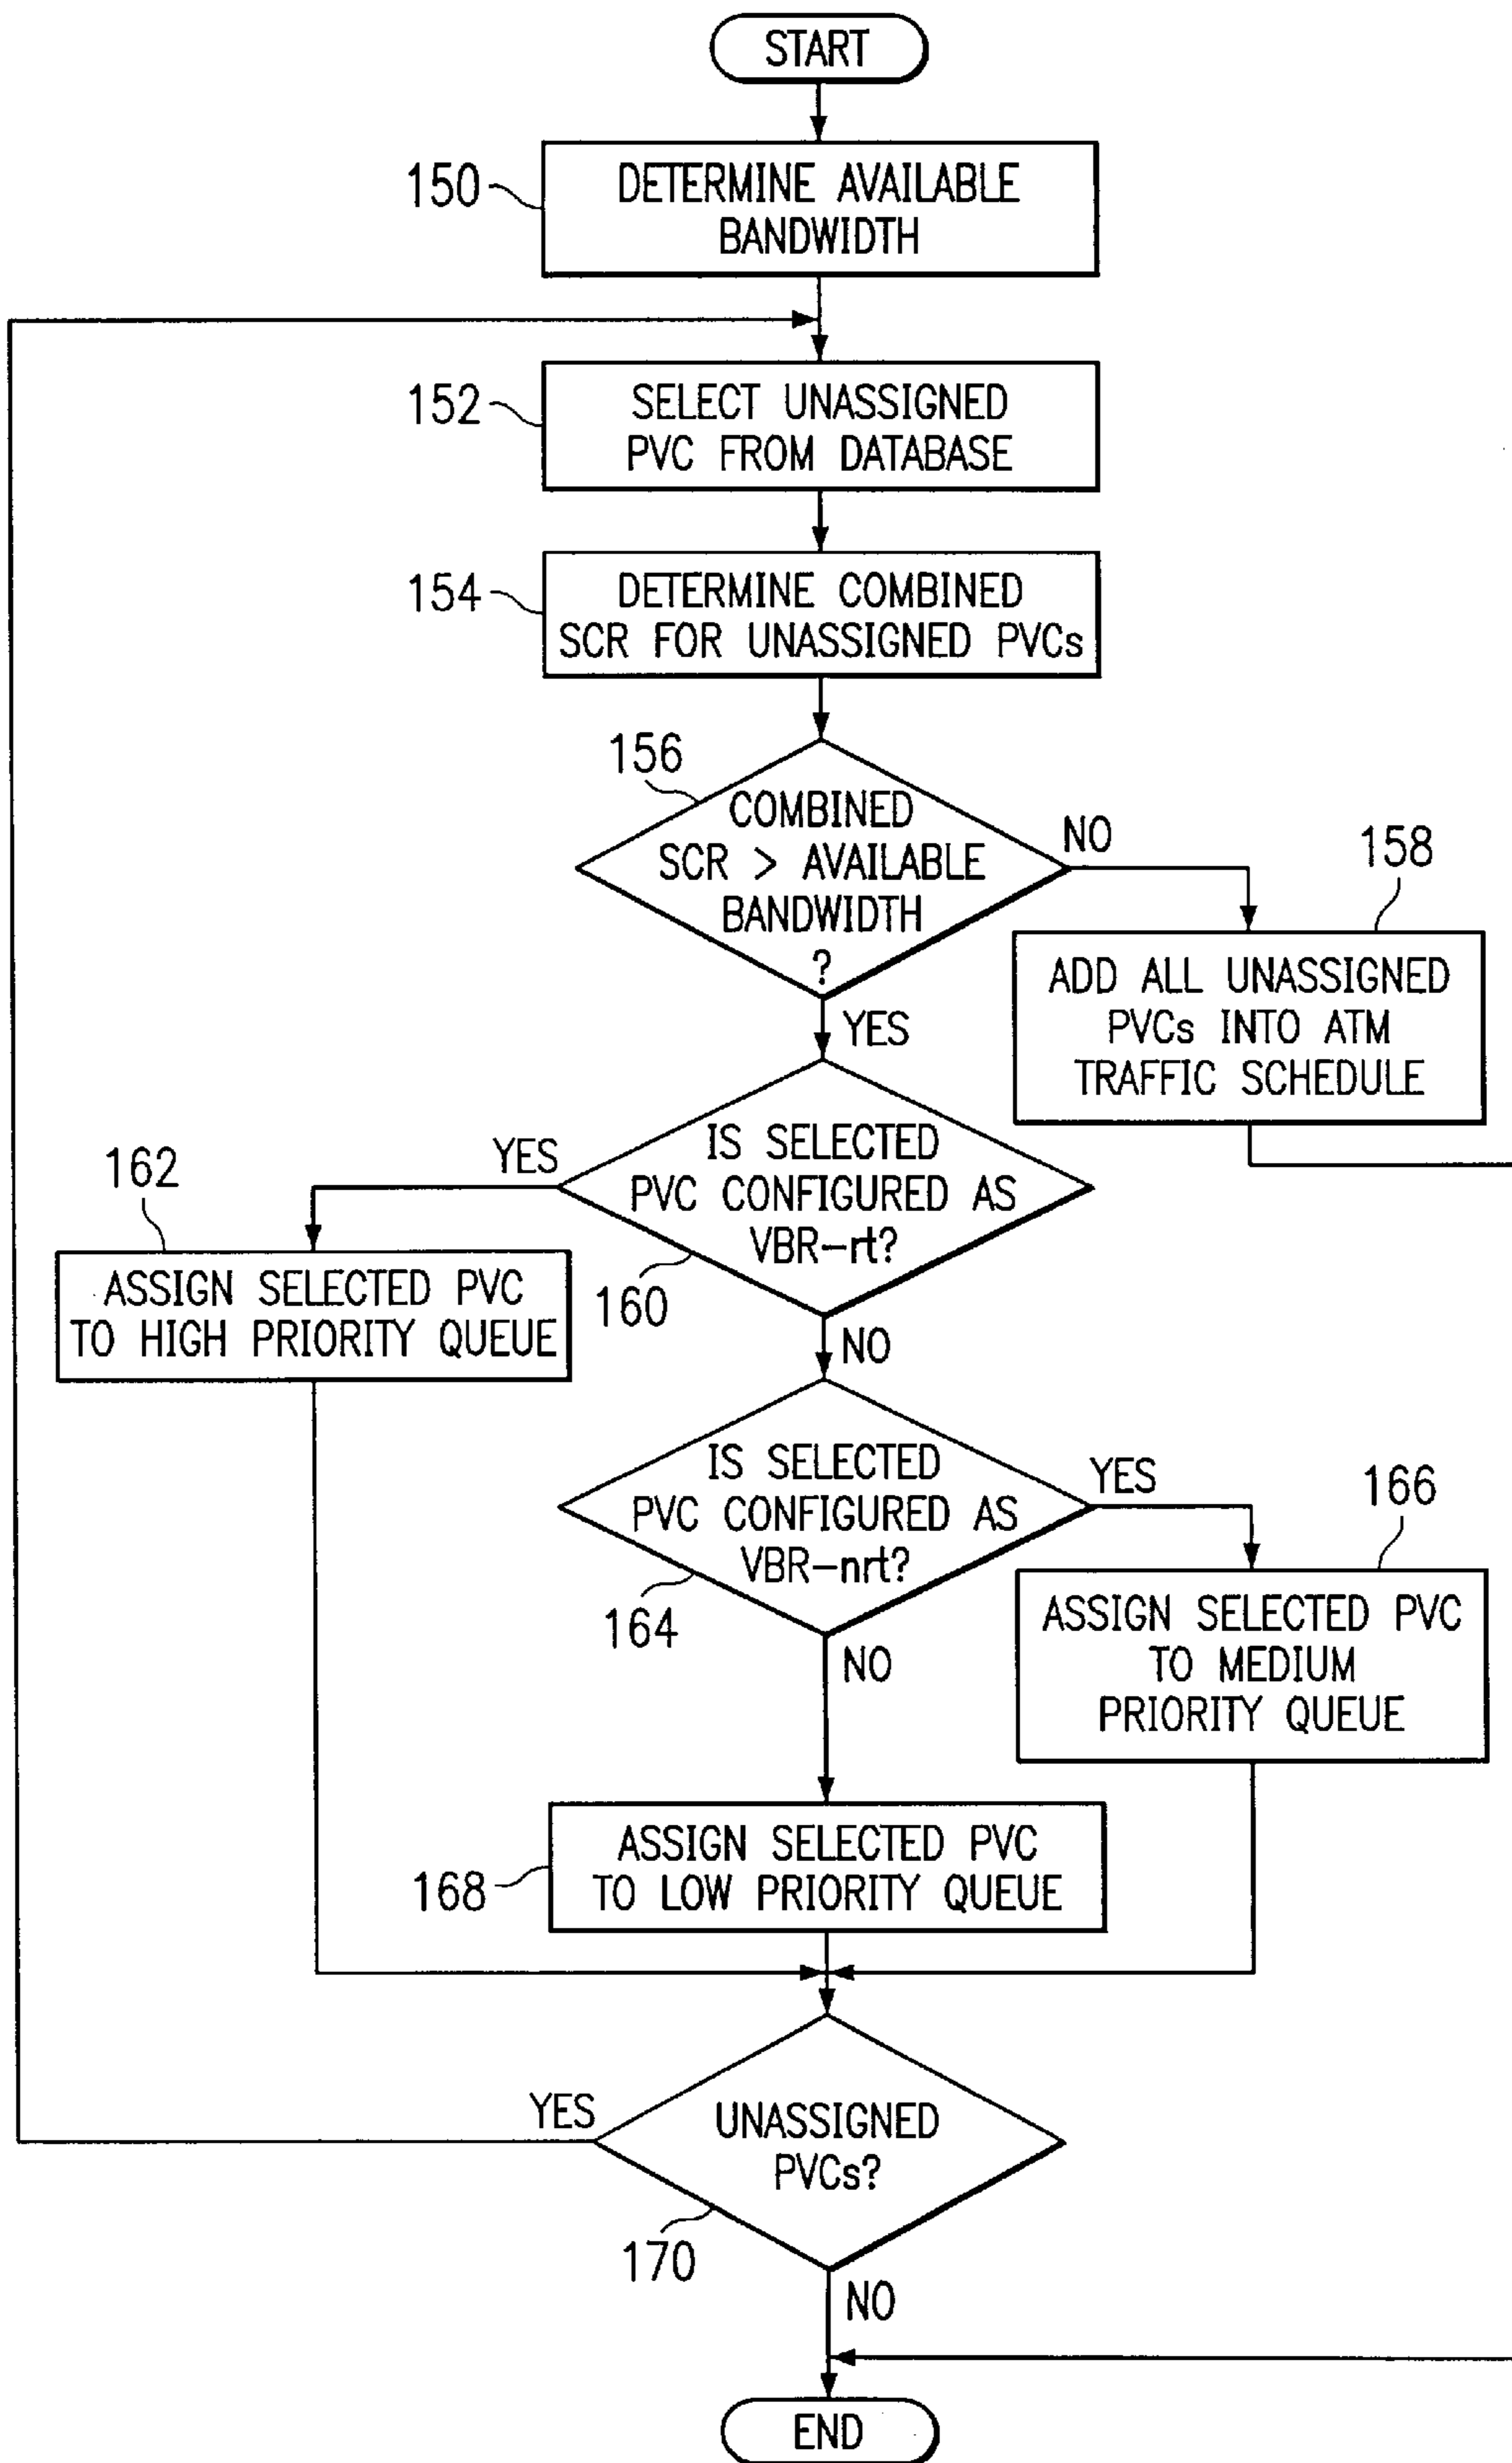 START
150
DETERMINE AVAILABLE
BANDWIDTH
152
SELECT UNASSIGNED
PVC FROM DATABASE
154
DETERMINE COMBINED
SCR FOR UNASSIGNED PVCs
156
COMBINED
SCR > AVAILABLE
BANDWIDTH
?
NO
158
ADD ALL UNASSIGNED
PVCs INTO ATM
TRAFFIC SCHEDULE
YES
IS SELECTED
PVC CONFIGURED AS
VBR-rt?
160
YES
162
ASSIGN SELECTED PVC
TO HIGH PRIORITY QUEUE
NO
IS SELECTED
PVC CONFIGURED AS
VBR-nrt?
164
YES
166
ASSIGN SELECTED PVC
TO MEDIUM
PRIORITY QUEUE
NO
168
ASSIGN SELECTED PVC
TO LOW PRIORITY QUEUE
YES
UNASSIGNED
PVCs?
170
NO
END